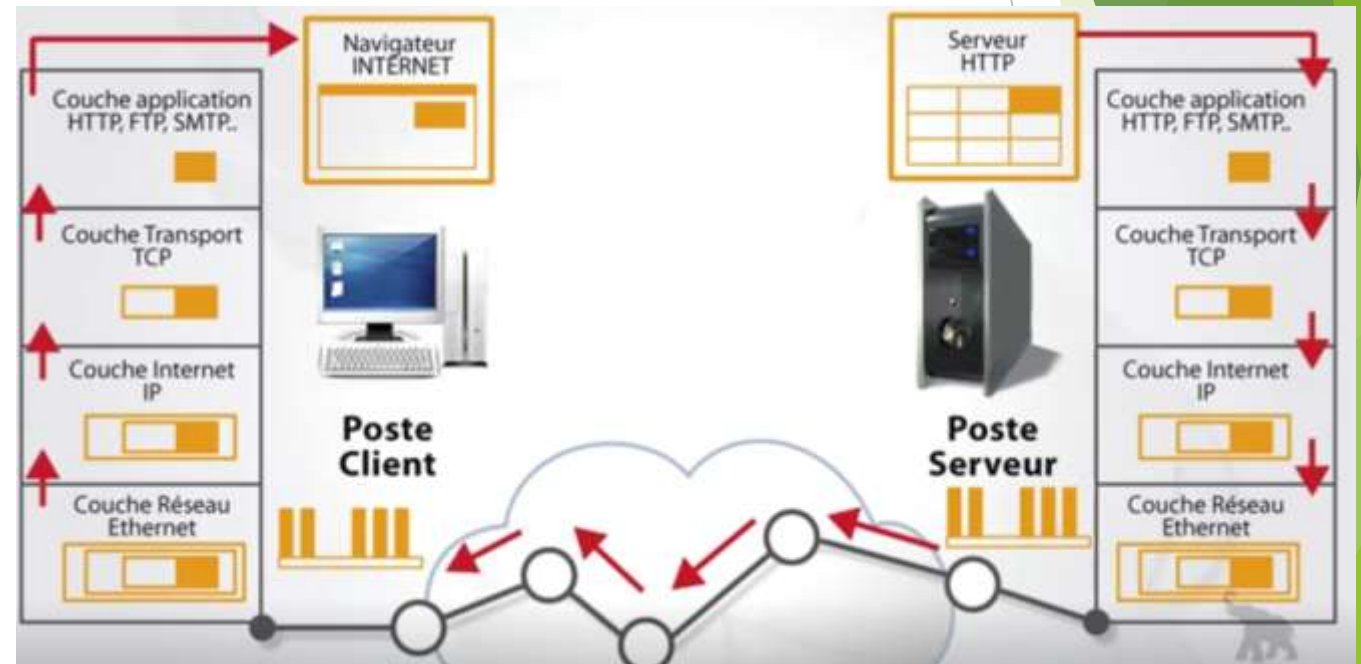 Navigateur
INTERNET
Serveur
HTTP
Couche application
HTTP, FTP, SMTP..
Couche Transport
TCP
Couche Internet
IP
Couche Réseau
Ethernet
Poste
Client
Poste
Serveur
Couche application
HTTP, FTP, SMTP..
Couche Transport
TCP
Couche Internet
IP
Couche Réseau
Ethernet